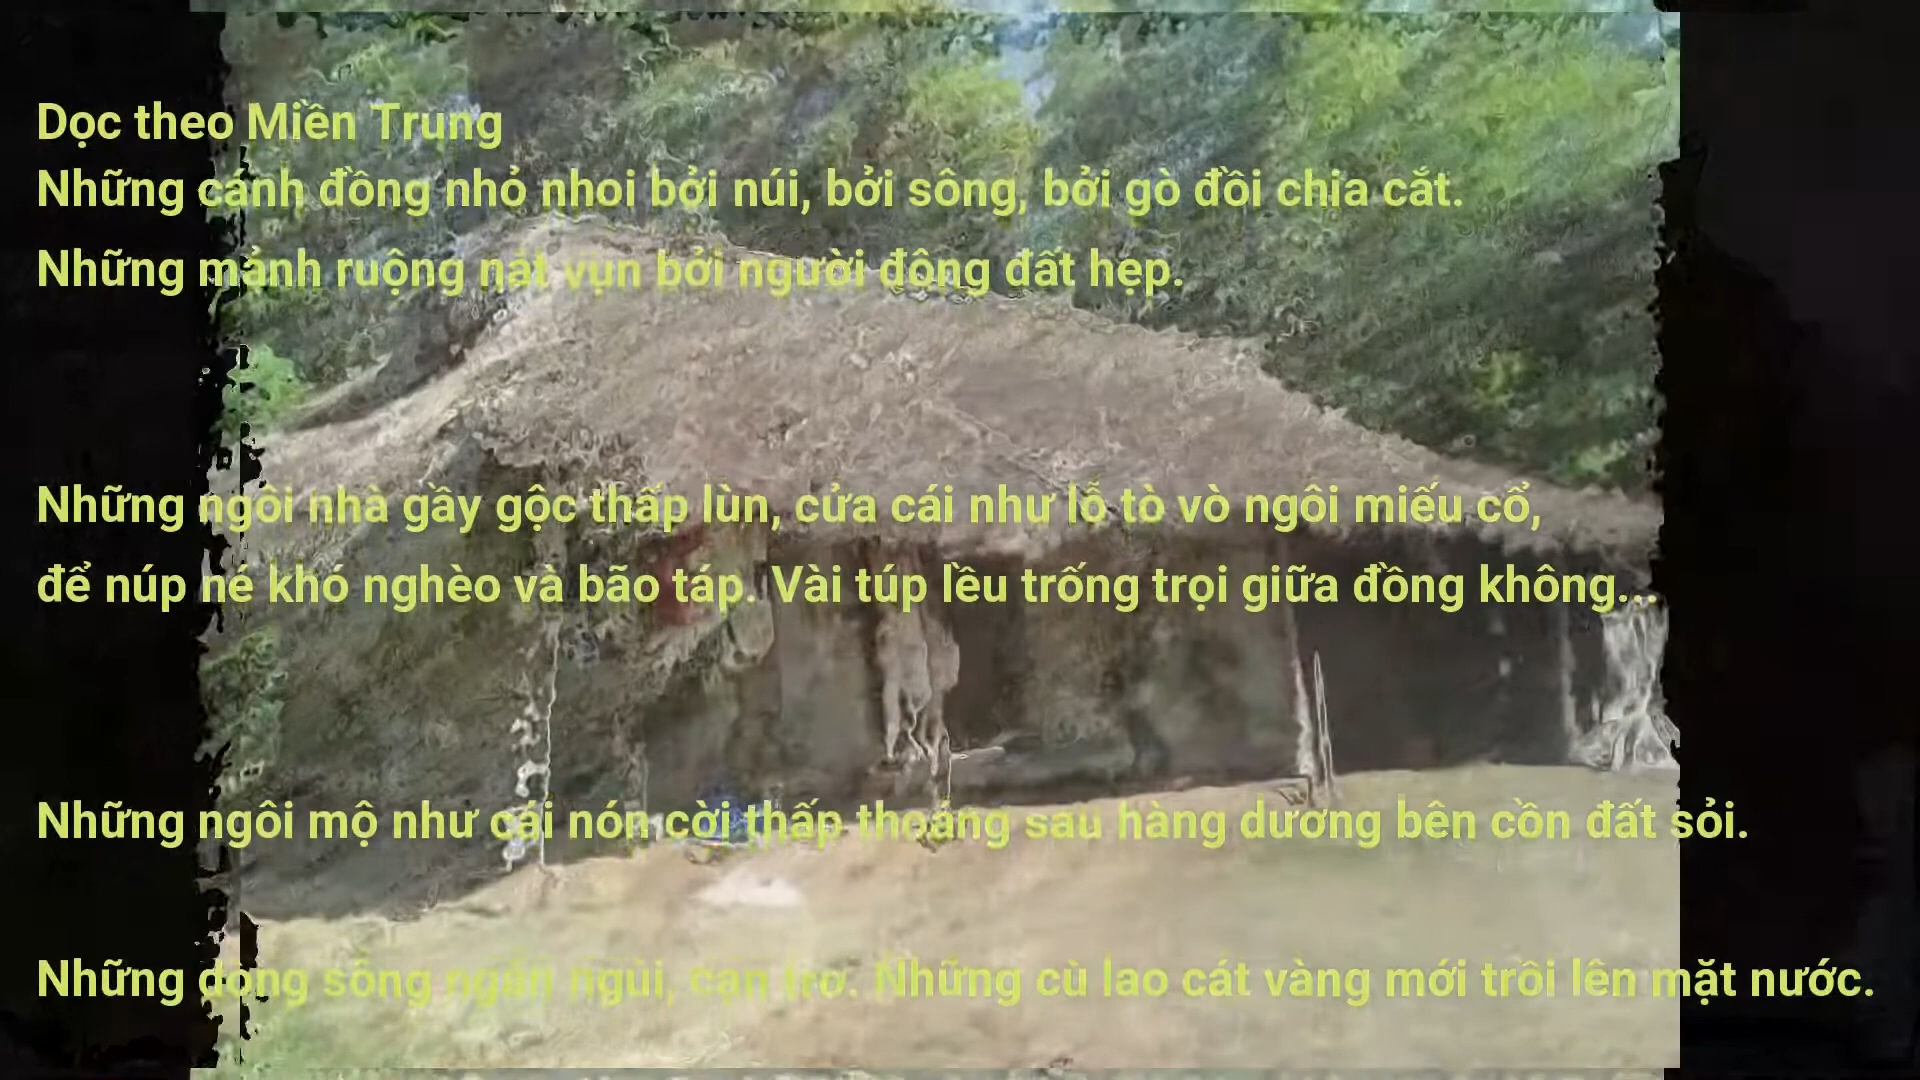 Dọc theo Miền Trung
Những cánh đồng nhỏ nhoi bởi núi, bởi sông, bởi gò đồi chia cắt.
Những mảnh ruộng nát vụn bởi người đông đất hẹp.
Những ngôi nhà gầy gộc thấp lùn, cửa cái như lỗ tò vò ngôi miếu cổ,
để núp né khó nghèo và bão táp. Vài túp lều trống trọi giữa đồng không...
Những ngôi mộ như cái nón cời thấp thoáng sau hàng dương bên cồn đất sỏi.
Những dòng sông ngắn ngùi, cạn trơ. Những cù lao cát vàng mới trồi lên mặt nước.